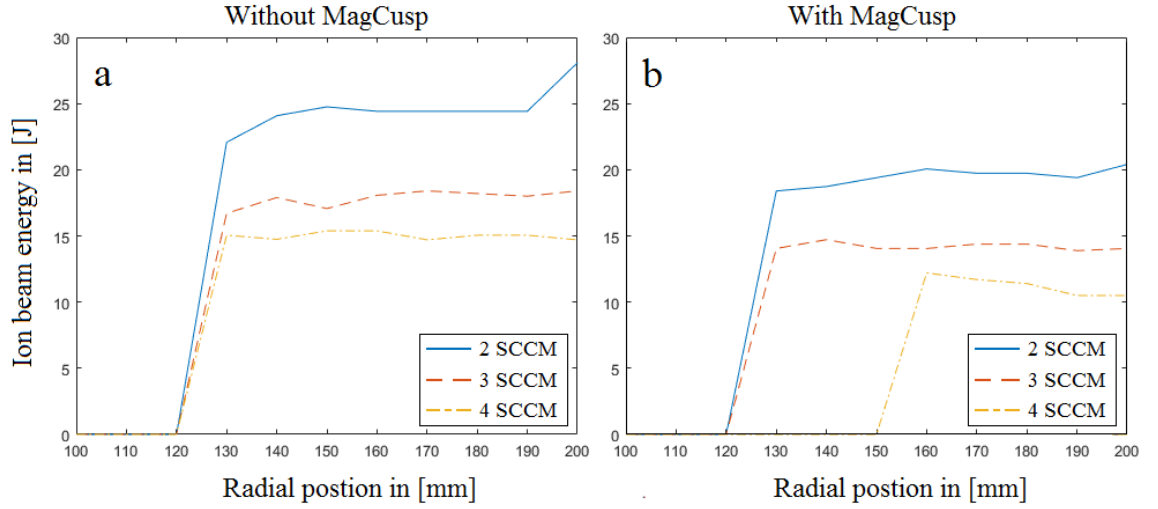 Without MagCusp
With MagCusp
a
b
Ion beam energy in [J]
30
25
20
15
10
5
0
100 110 120 130 140 150 160 170 180 190 200
Radial postion in [mm]
2 SCCM
3 SCCM
4 SCCM
30
25
20
15
10
5
0
100 110 120 130 140 150 160 170 180 190 200
Radial postion in [mm]
2 SCCM
3 SCCM
4 SCCM